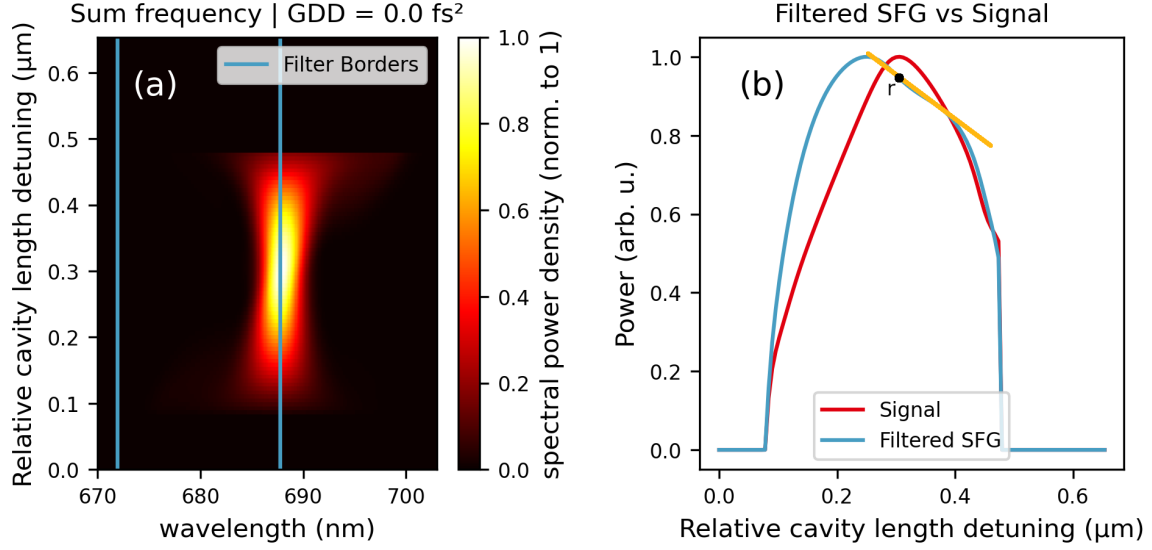 Sum frequency | GDD = 0.0 fs²
Relative cavity length detuning (μm)
0.6
0.5
0.4
0.3
0.2
0.1
0.0
(a)
Filter Borders
670
680
690
700
wavelength (nm)
1.0
0.8
0.6
0.4
0.2
0.0
spectral power density (norm. to 1)
Filtered SFG vs Signal
Power (arb. u.)
1.0
0.8
0.6
0.4
0.2
0.0
(b)
r
Signal
Filtered SFG
0.0
0.2
0.4
0.6
Relative cavity length detuning (μm)